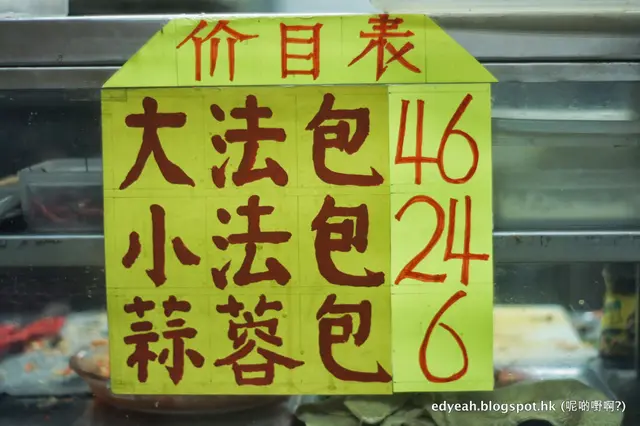 价目表
大法包 46
小法包 24
蒜蓉包 6
edyeah.blogspot.hk (呢啲嘢啊?)